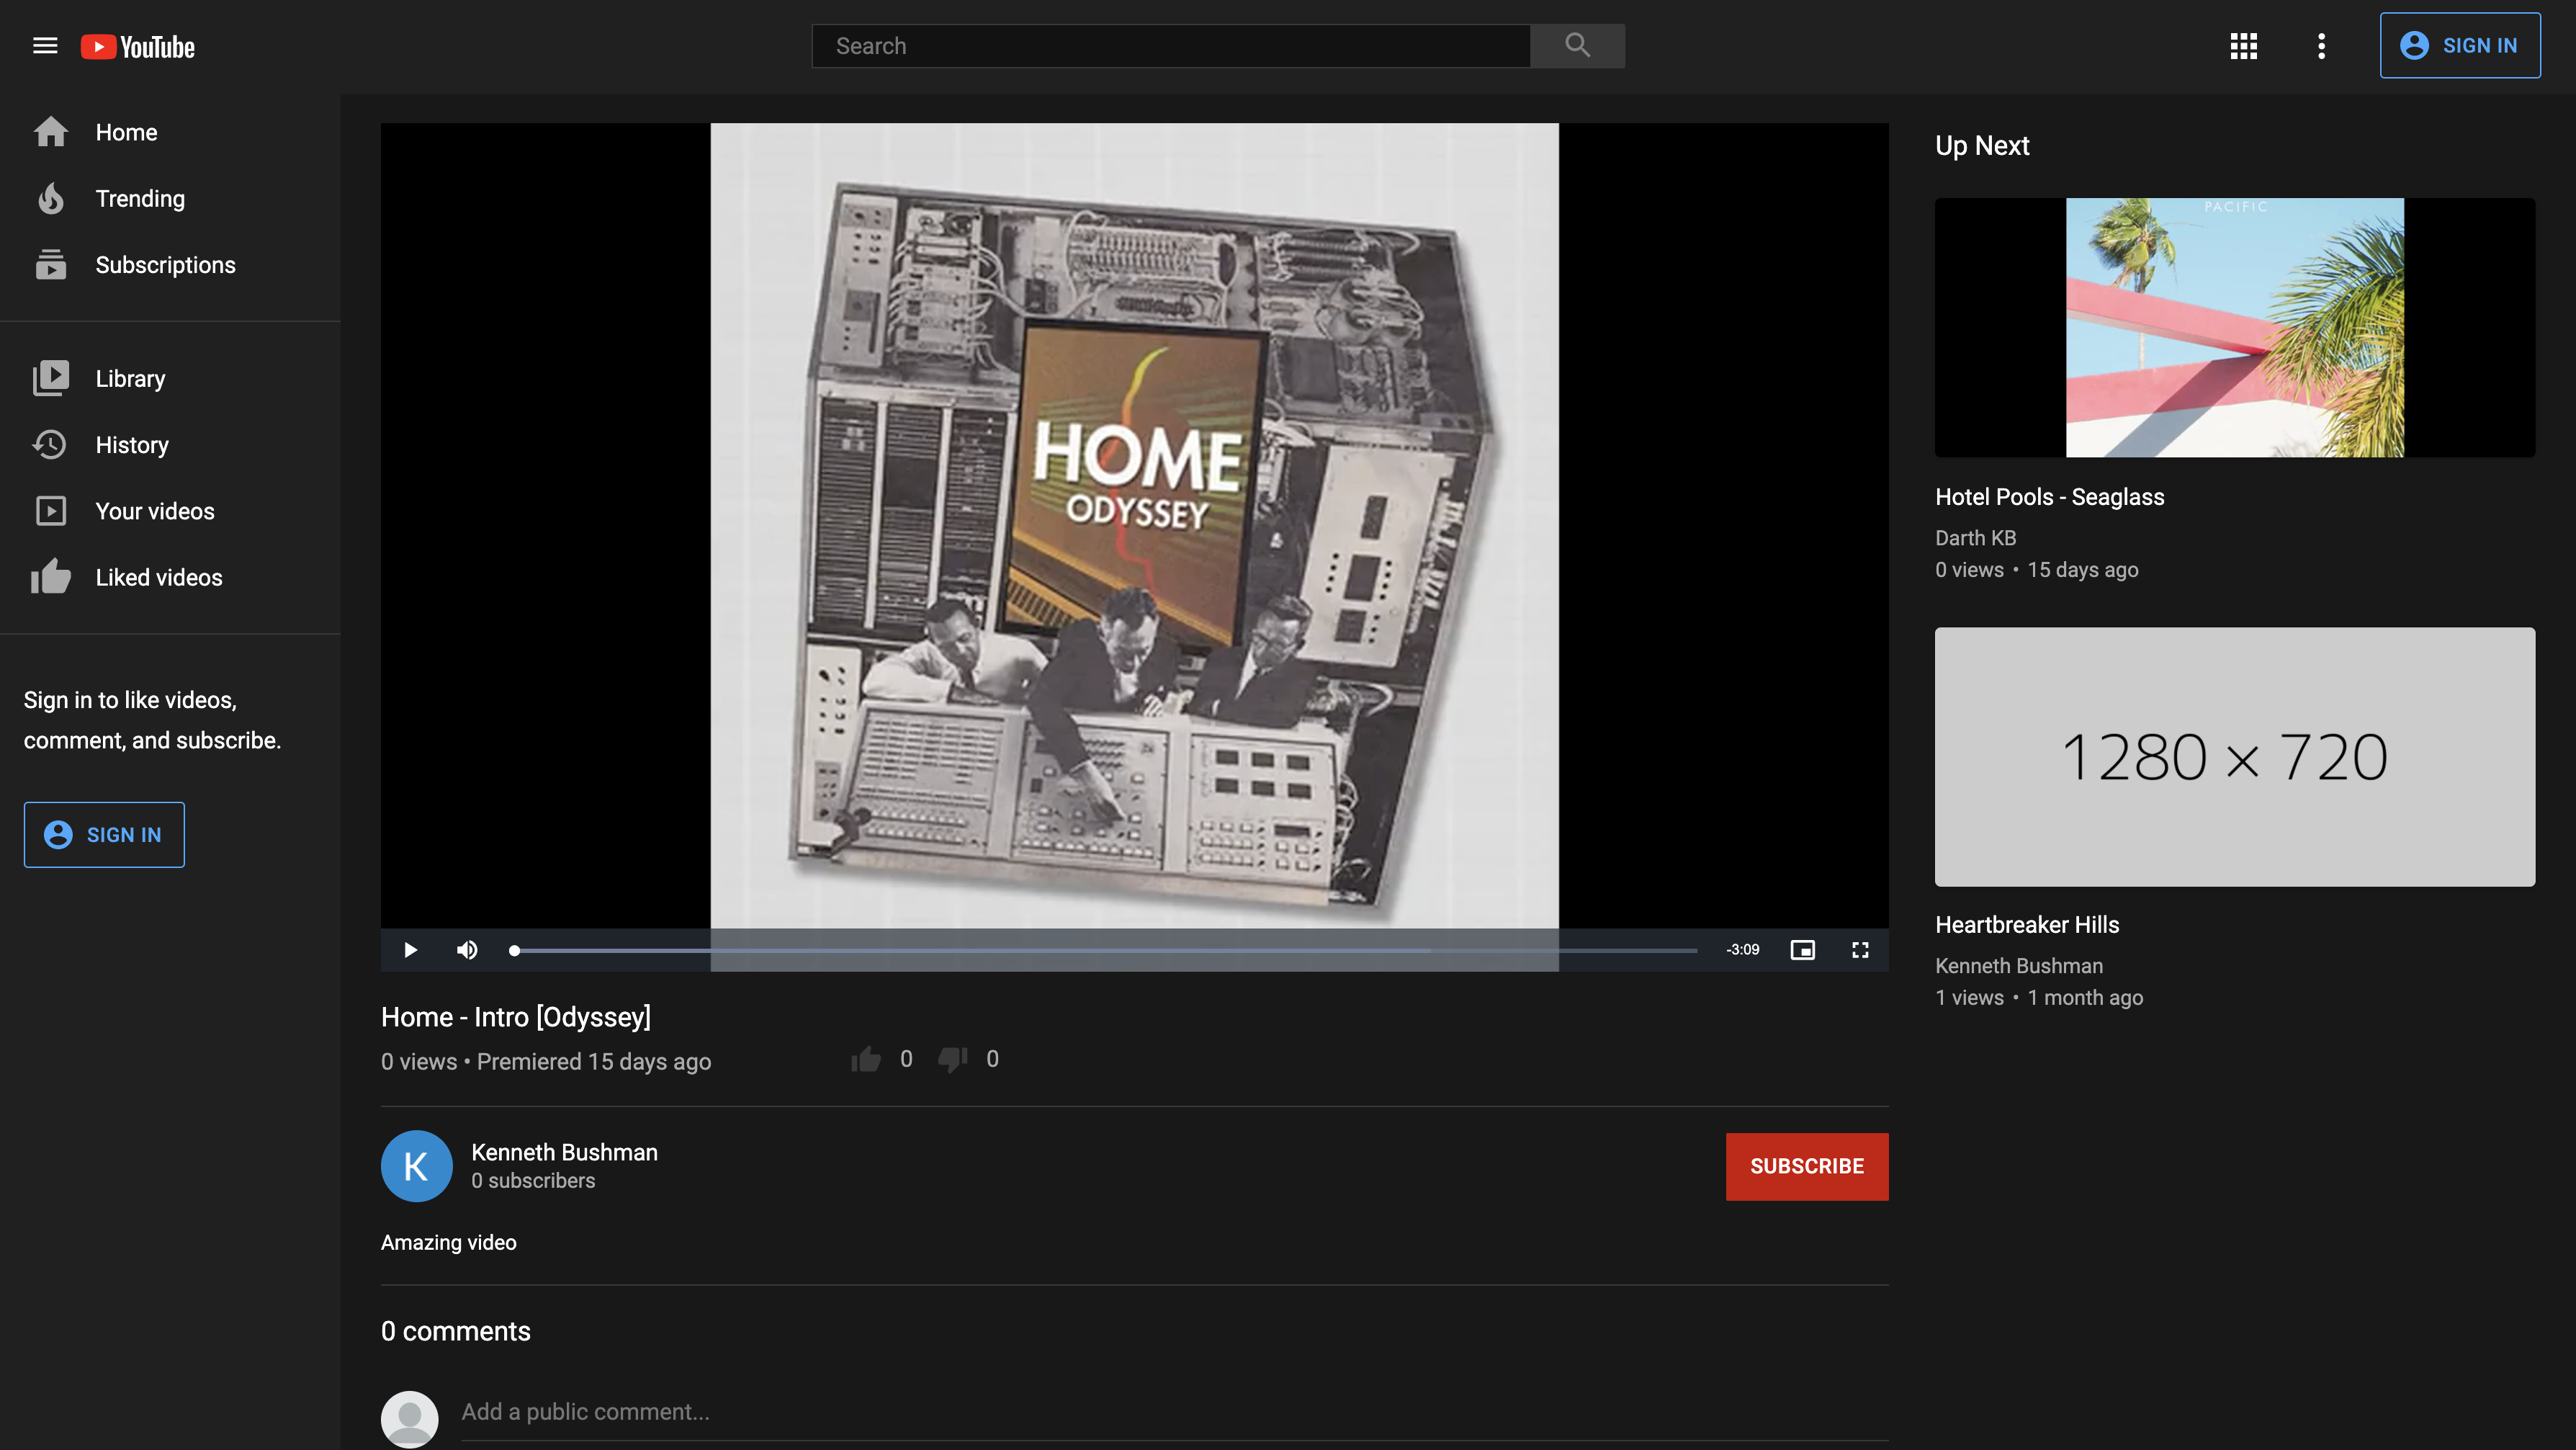 YouTube
Search
SIGN IN
Home
Trending
Subscriptions
Library
History
Your videos
Liked videos
Sign in to like videos,
comment, and subscribe.
SIGN IN
HOME
ODYSSEY
-3:09
Home - Intro [Odyssey]
0 views • Premiered 15 days ago
0
0
K
Kenneth Bushman
0 subscribers
SUBSCRIBE
Amazing video
0 comments
Add a public comment...
Up Next
PACIFIC
Hotel Pools - Seaglass
Darth KB
0 views • 15 days ago
1280 × 720
Heartbreaker Hills
Kenneth Bushman
1 views • 1 month ago